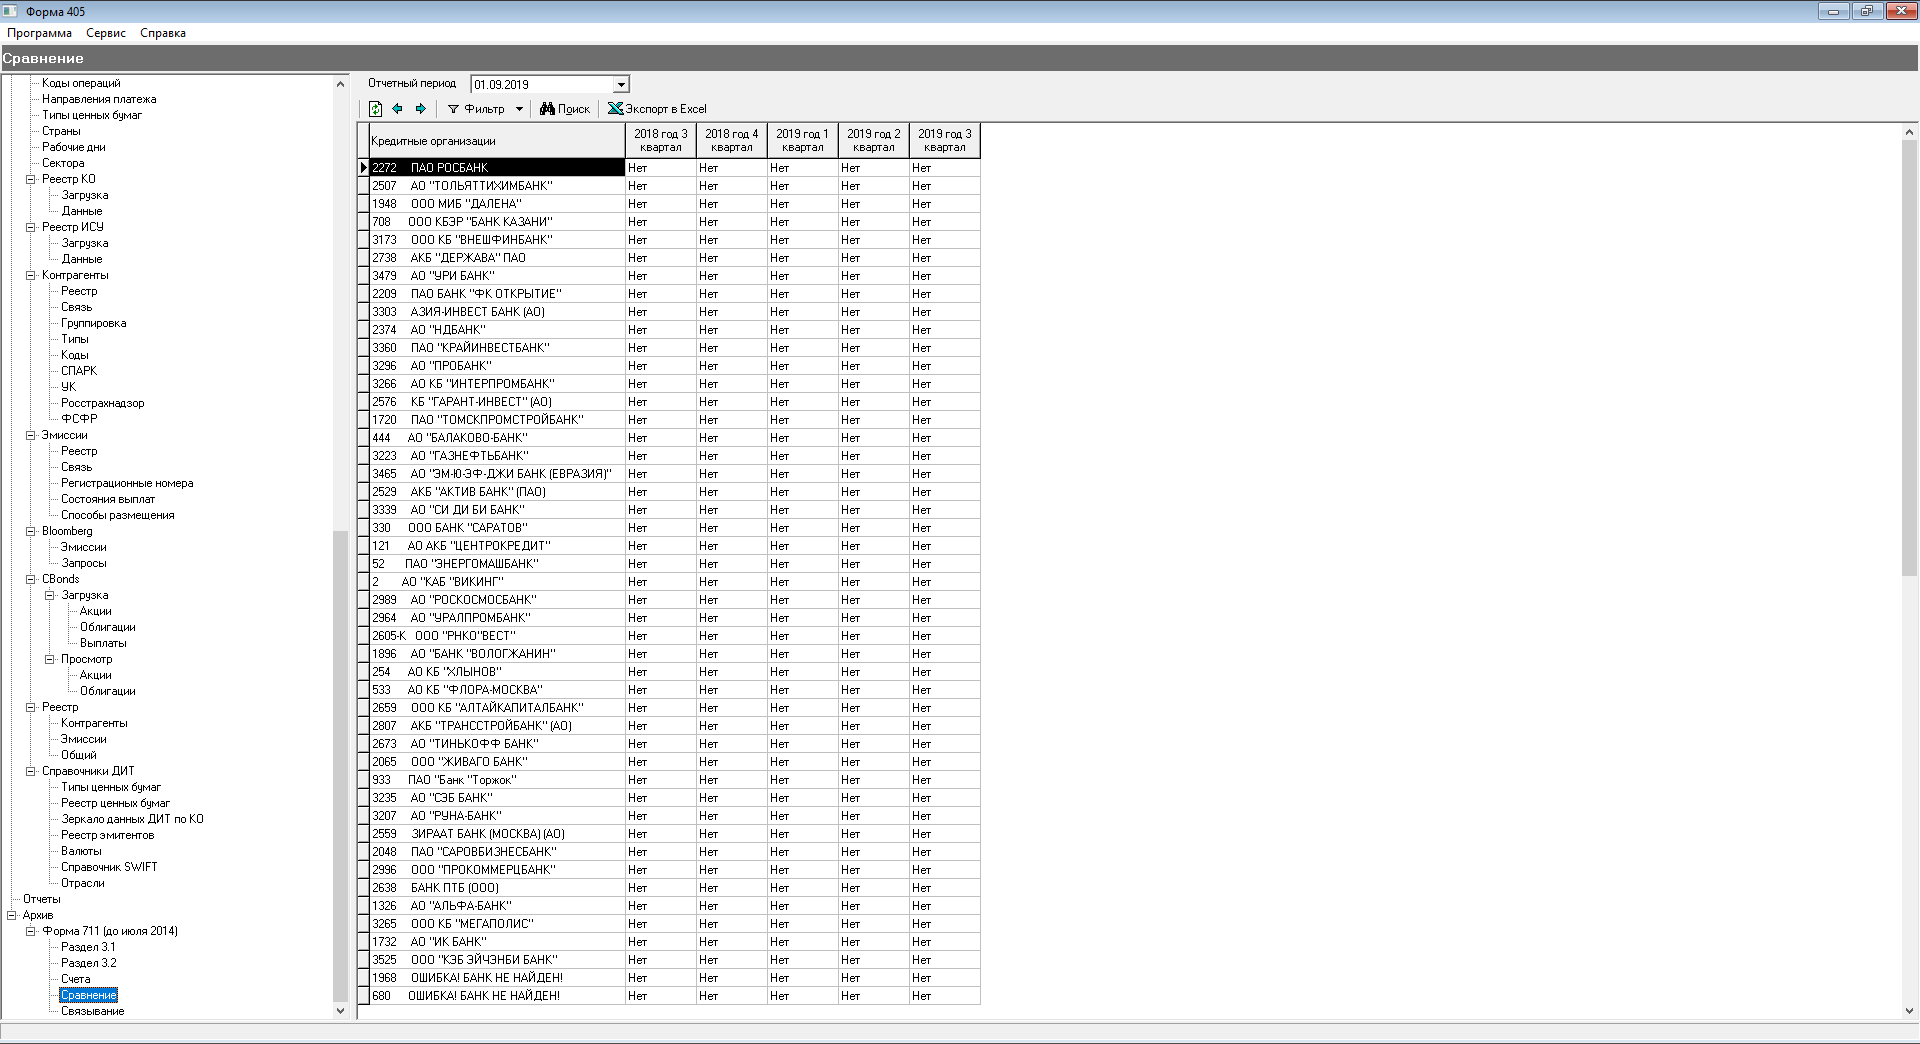 Форма 405
Программа Сервис Справка
Сравнение
Коды операций
Направления платежа
Типы ценных бумаг
Страны
Рабочие дни
Сектора
Реестр КО
Загрузка
Данные
Реестр ИСУ
Загрузка
Данные
Контрагенты
Реестр
Связь
Группировка
Типы
Коды
СПАРК
УК
Росстрахнадзор
ФСФР
Эмиссии
Реестр
Связь
Регистрационные номера
Состояния выплат
Способы размещения
Bloomberg
Эмиссии
Запросы
CBonds
Загрузка
Акции
Облигации
Выплаты
Просмотр
Акции
Облигации
Реестр
Контрагенты
Эмиссии
Общий
Справочники ДИТ
Типы ценных бумаг
Реестр ценных бумаг
Зеркало данных ДИТ по КО
Реестр эмитентов
Валюты
Справочник SWIFT
Отрасли
Отчеты
Архив
Форма 711 (до июля 2014)
Раздел 3.1
Раздел 3.2
Счета
Сравнение
Связывание
Отчетный период 01.09.2019
Фильтр Поиск Экспорт в Excel
Кредитные организации 2018 год 3 квартал 2018 год 4 квартал 2019 год 1 квартал 2019 год 2 квартал 2019 год 3 квартал
2272 ПАО РОСБАНК Нет Нет Нет Нет Нет
2507 АО "ТОЛЬЯТТИХИМБАНК" Нет Нет Нет Нет Нет
1948 ООО МИБ "ДАЛЕНА" Нет Нет Нет Нет Нет
708 ООО КБЭР "БАНК КАЗАНИ" Нет Нет Нет Нет Нет
3173 ООО КБ "ВНЕШФИНБАНК" Нет Нет Нет Нет Нет
2738 АКБ "ДЕРЖАВА" ПАО Нет Нет Нет Нет Нет
3479 АО "УРИ БАНК" Нет Нет Нет Нет Нет
2209 ПАО БАНК "ФК ОТКРЫТИЕ" Нет Нет Нет Нет Нет
3303 АЗИЯ-ИНВЕСТ БАНК (АО) Нет Нет Нет Нет Нет
2374 АО "НДБАНК" Нет Нет Нет Нет Нет
3360 ПАО "КРАЙИНВЕСТБАНК" Нет Нет Нет Нет Нет
3296 АО "ПРОБАНК" Нет Нет Нет Нет Нет
3266 АО КБ "ИНТЕРПРОМБАНК" Нет Нет Нет Нет Нет
2576 КБ "ГАРАНТ-ИНВЕСТ" (АО) Нет Нет Нет Нет Нет
1720 ПАО "ТОМСКПРОМСТРОЙБАНК" Нет Нет Нет Нет Нет
444 АО "БАЛАКОВО-БАНК" Нет Нет Нет Нет Нет
3223 АО "ГАЗНЕФТЬБАНК" Нет Нет Нет Нет Нет
3465 АО "ЭМ-Ю-ЭФ-ДЖИ БАНК (ЕВРАЗИЯ)" Нет Нет Нет Нет Нет
2529 АКБ "АКТИВ БАНК" (ПАО) Нет Нет Нет Нет Нет
3339 АО "СИ ДИ БИ БАНК" Нет Нет Нет Нет Нет
330 ООО БАНК "САРАТОВ" Нет Нет Нет Нет Нет
121 АО АКБ "ЦЕНТРОКРЕДИТ" Нет Нет Нет Нет Нет
52 ПАО "ЭНЕРГОМАШБАНК" Нет Нет Нет Нет Нет
2 АО "КАБ "ВИКИНГ" Нет Нет Нет Нет Нет
2989 АО "РОСКОСМОСБАНК" Нет Нет Нет Нет Нет
2964 АО "УРАЛПРОМБАНК" Нет Нет Нет Нет Нет
2605-К ООО "РНКО"ВЕСТ" Нет Нет Нет Нет Нет
1896 АО "БАНК "ВОЛОГЖАНИН" Нет Нет Нет Нет Нет
254 АО КБ "ХЛЫНОВ" Нет Нет Нет Нет Нет
533 АО КБ "ФЛОРА-МОСКВА" Нет Нет Нет Нет Нет
2659 ООО КБ "АЛТАЙКАПИТАЛБАНК" Нет Нет Нет Нет Нет
2807 АКБ "ТРАНССТРОЙБАНК" (АО) Нет Нет Нет Нет Нет
2673 АО "ТИНЬКОФФ БАНК" Нет Нет Нет Нет Нет
2065 ООО "ЖИВАГО БАНК" Нет Нет Нет Нет Нет
933 ПАО "Банк "Торжок" Нет Нет Нет Нет Нет
3235 АО "СЭБ БАНК" Нет Нет Нет Нет Нет
3207 АО "РУНА-БАНК" Нет Нет Нет Нет Нет
2559 ЗИРААТ БАНК (МОСКВА) (АО) Нет Нет Нет Нет Нет
2048 ПАО "САРОВБИЗНЕСБАНК" Нет Нет Нет Нет Нет
2996 ООО "ПРОКОММЕРЦБАНК" Нет Нет Нет Нет Нет
2638 БАНК ПТБ (ООО) Нет Нет Нет Нет Нет
1326 АО "АЛЬФА-БАНК" Нет Нет Нет Нет Нет
3265 ООО КБ "МЕГАПОЛИС" Нет Нет Нет Нет Нет
1732 АО "ИК БАНК" Нет Нет Нет Нет Нет
3525 ООО "КЭБ ЭЙЧЭНБИ БАНК" Нет Нет Нет Нет Нет
1968 ОШИБКА! БАНК НЕ НАЙДЕН! Нет Нет Нет Нет Нет
680 ОШИБКА! БАНК НЕ НАЙДЕН! Нет Нет Нет Нет Нет